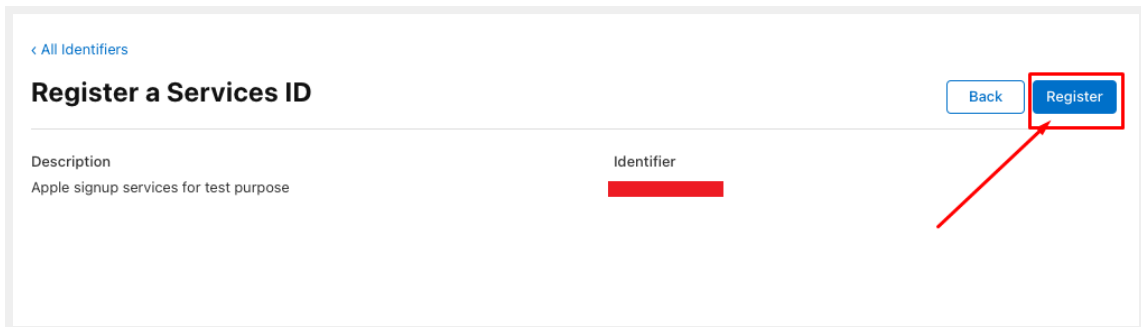 ‹ All Identifiers
Register a Services ID
Back
Register
Description
Identifier
Apple signup services for test purpose